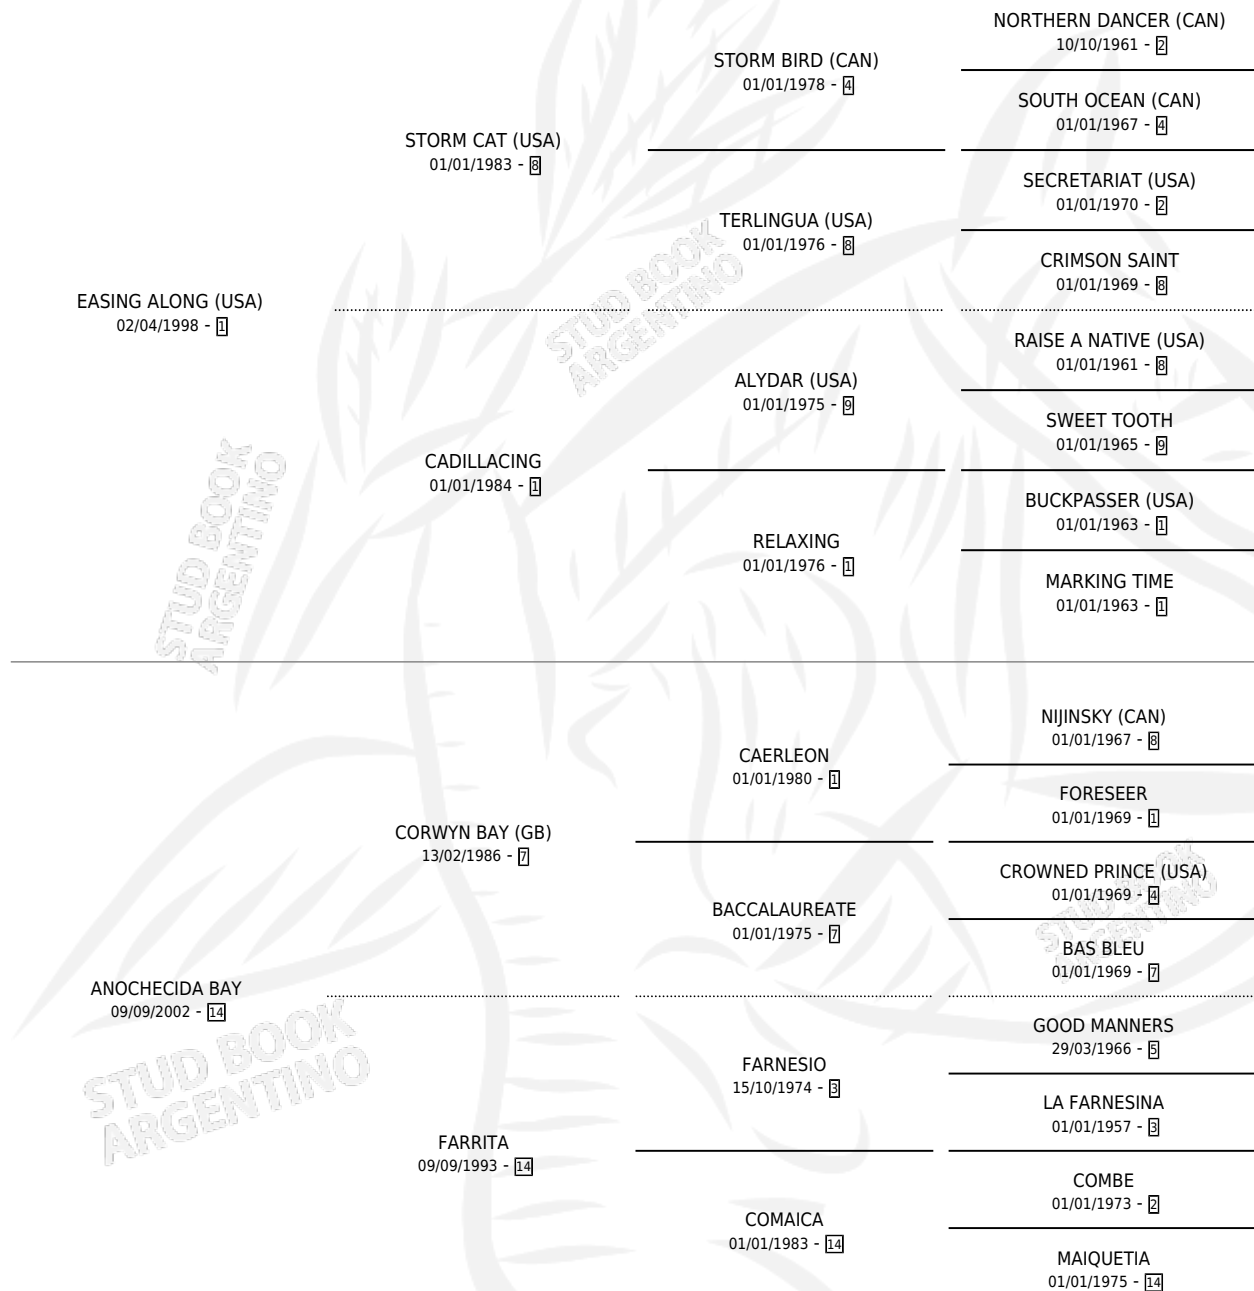 NORTHERN DANCER (CAN)
10/10/1961 - 2
STORM BIRD (CAN)
01/01/1978 - 4
SOUTH OCEAN (CAN)
01/01/1967 - 4
STORM CAT (USA)
01/01/1983 - 8
SECRETARIAT (USA)
01/01/1970 - 2
TERLINGUA (USA)
01/01/1976 - 8
CRIMSON SAINT
01/01/1969 - 8
EASING ALONG (USA)
02/04/1998 - 1
STUD BOOK
ARGENTINO
RAISE A NATIVE (USA)
01/01/1961 - 8
ALYDAR (USA)
01/01/1975 - 9
SWEET TOOTH
01/01/1965 - 9
CADILLACING
01/01/1984 - 1
BUCKPASSER (USA)
01/01/1963 - 1
RELAXING
01/01/1976 - 1
MARKING TIME
01/01/1963 - 1
STUD BOOK
ARGENTINO
NIJINSKY (CAN)
01/01/1967 - 8
CAERLEON
01/01/1980 - 1
FORESEER
01/01/1969 - 1
CORWYN BAY (GB)
13/02/1986 - 7
CROWNED PRINCE (USA)
01/01/1969 - 4
BACCALAUREATE
01/01/1975 - 7
BAS BLEU
01/01/1969 - 7
STUD BOOK
ARGENTINO
ANOCHECIDA BAY
09/09/2002 - 14
GOOD MANNERS
29/03/1966 - 5
FARNESIO
15/10/1974 - 3
LA FARNESINA
01/01/1957 - 3
STUD BOOK
ARGENTINO
FARRITA
09/09/1993 - 14
COMBE
01/01/1973 - 2
COMAICA
01/01/1983 - 14
MAIQUETIA
01/01/1975 - 14